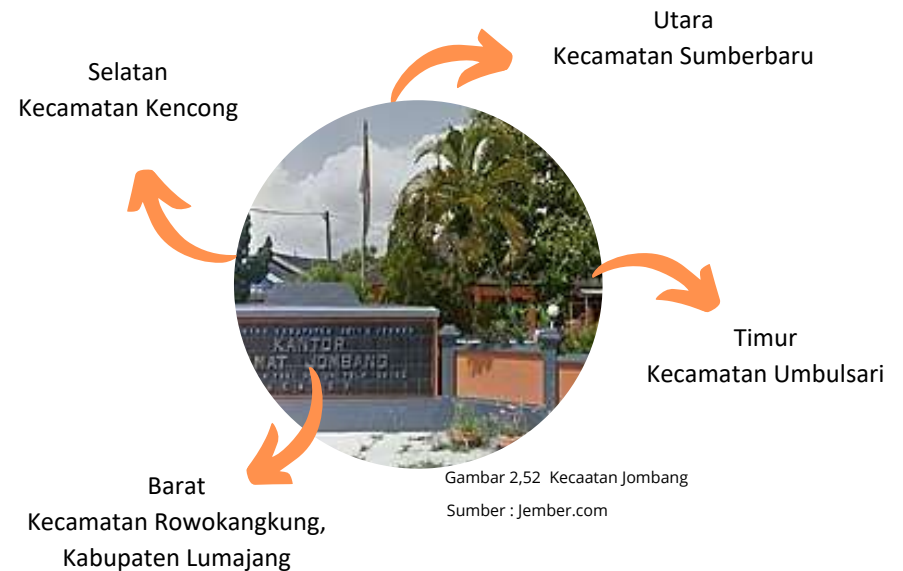 Utara
Kecamatan Sumberbaru
Selatan
Kecamatan Kencong
KANTOR
MAT JOMBANG
Timur
Kecamatan Umbulsari
Gambar 2,52 Kecaatan Jombang
Sumber : Jember.com
Barat
Kecamatan Rowokangkung,
Kabupaten Lumajang